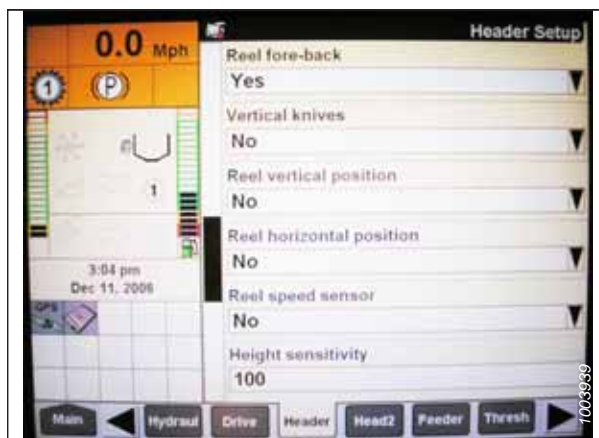 0.0 Mph
1
P
1
3:04 pm
Dec 11, 2006
GPS
Header Setup
Reel fore-back
Yes
Vertical knives
No
Reel vertical position
No
Reel horizontal position
No
Reel speed sensor
No
Height sensitivity
100
Main
Hydraul
Drive
Header
Head2
Feeder
Thresh
1003939